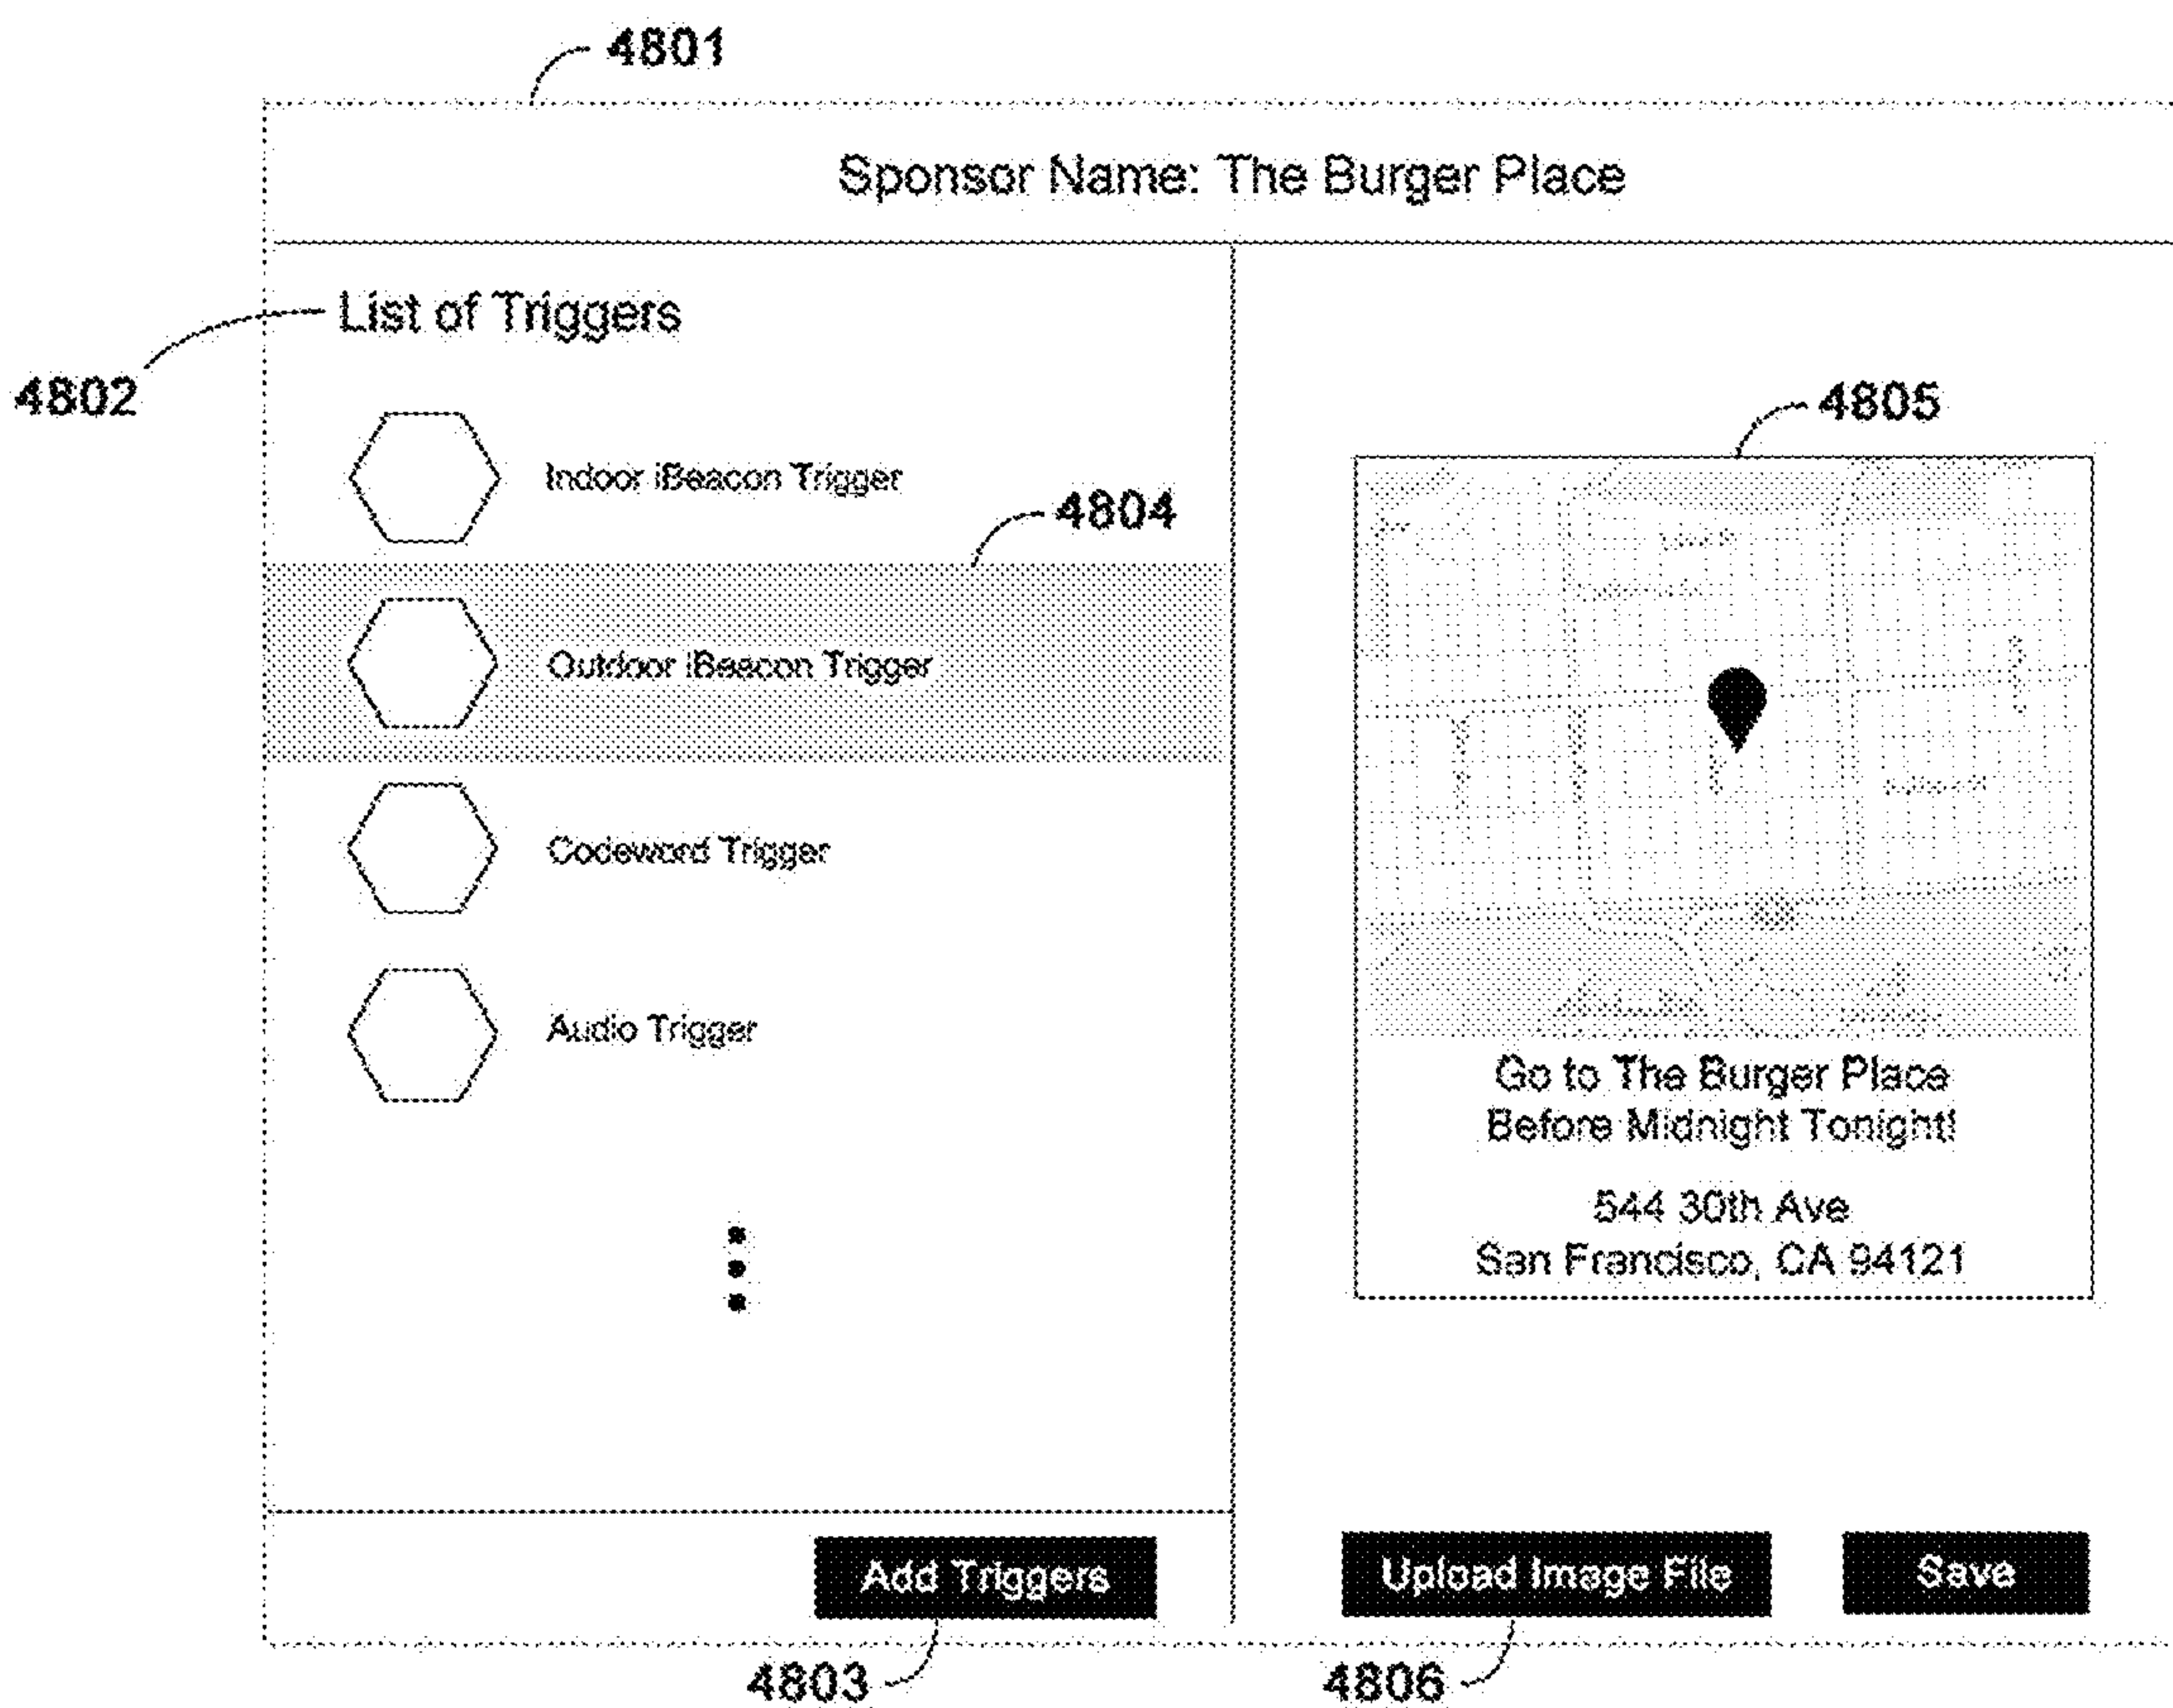 4801
Sponsor Name: The Burger Place
List of Triggers
4802
4805
Indoor iBeacon Trigger
4804
Outdoor iBeacon Trigger
Codeword Trigger
Audio Trigger
Go to The Burger Place
Before Midnight Tonight!
544 30th Ave
San Francisco, CA 94121
Add Triggers
Upload Image File
Save
4803
4806